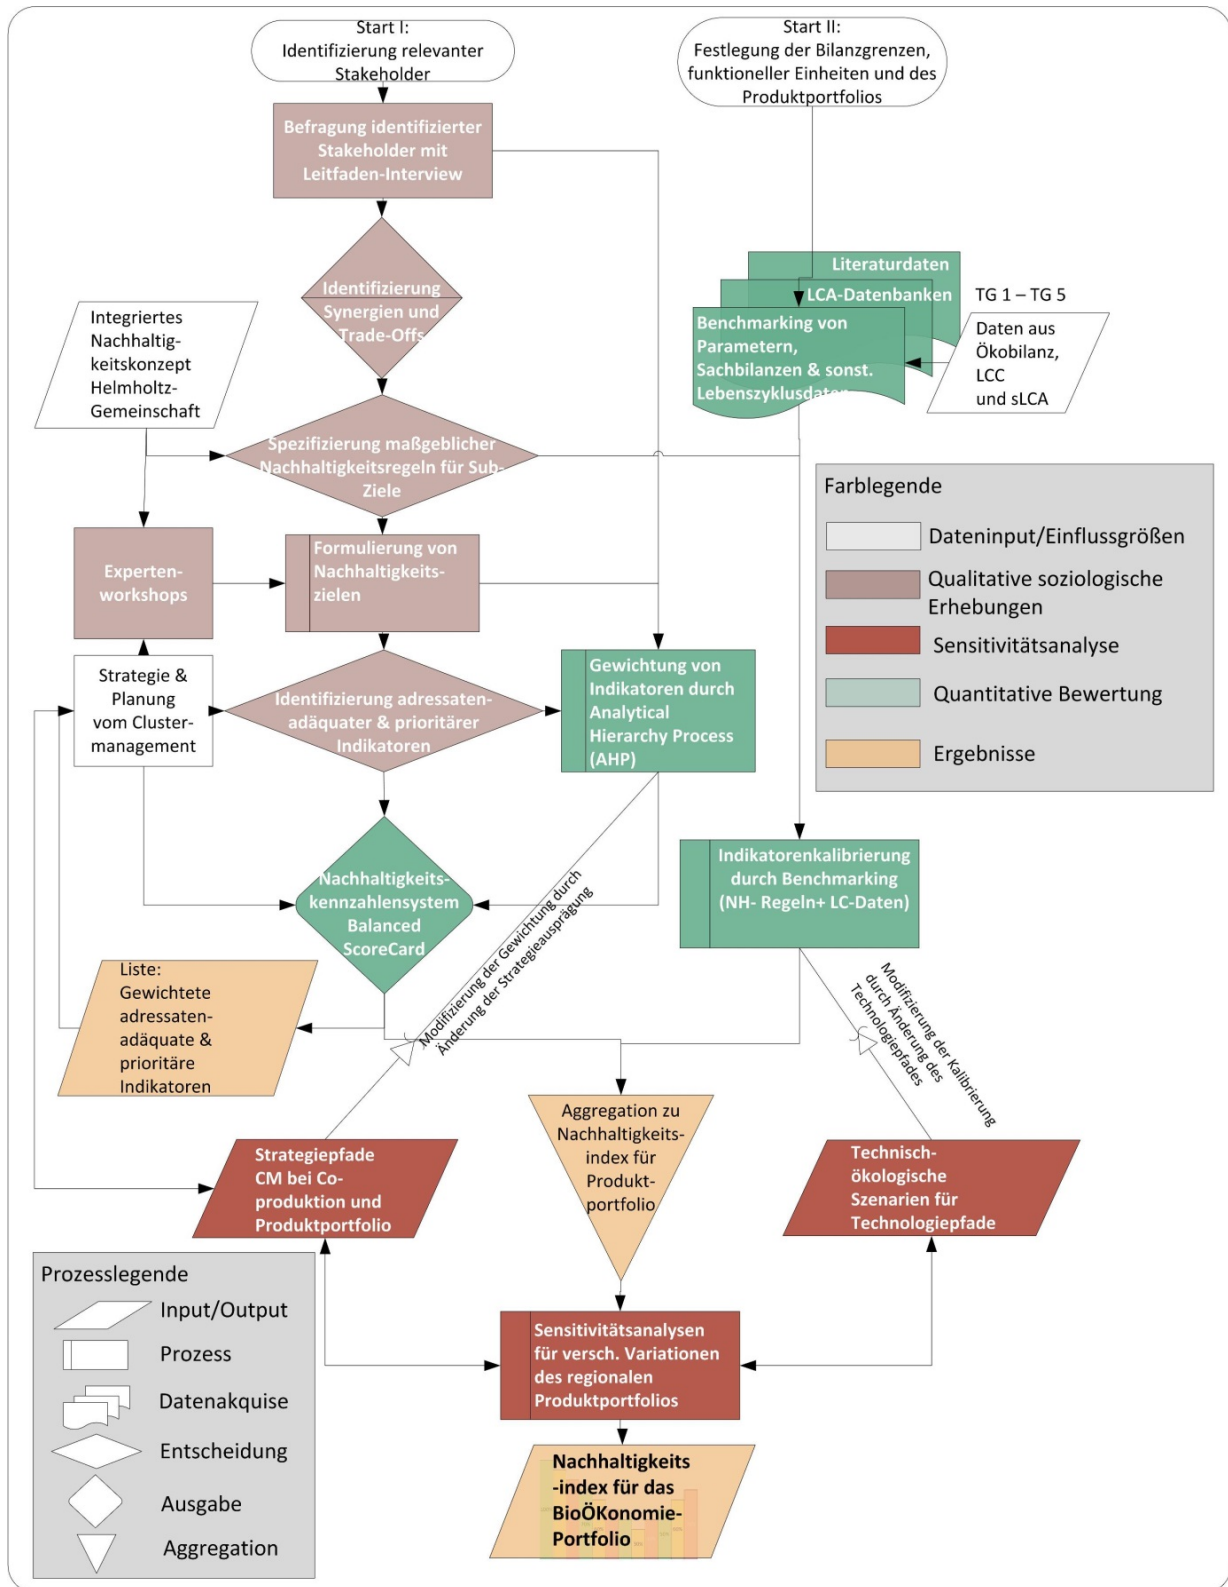 Start I:
Identifizierung relevanter
Stakeholder
Start II:
Festlegung der Bilanzgrenzen,
funktioneller Einheiten und des
Produktportfolios
Befragung identifizierter
Stakeholder mit
Leitfaden-Interview
Identifizierung
Synergien und
Trade-Offs
Literaturdaten
LCA-Datenbanken
Benchmarking von
Parametern,
Sachbilanzen & sonst.
Lebenszyklusdaten
TG 1 – TG 5
Daten aus
Ökobilanz,
LCC
und sLCA
Integriertes
Nachhaltig-
keitskonzept
Helmholtz-
Gemeinschaft
Spezifizierung maßgeblicher
Nachhaltigkeitsregeln für Sub-
Ziele
Experten-
workshops
Formulierung von
Nachhaltigkeits-
zielen
Strategie &
Planung
vom Cluster-
management
Identifizierung adressaten-
adäquater & prioritärer
Indikatoren
Gewichtung von
Indikatoren durch
Analytical
Hierarchy Process
(AHP)
Farblegende
Dateninput/Einflussgrößen
Qualitative soziologische
Erhebungen
Sensitivitätsanalyse
Quantitative Bewertung
Ergebnisse
Nachhaltigkeits-
kennzahlensystem
Balanced
ScoreCard
Indikatorenkalibrierung
durch Benchmarking
(NH- Regeln+ LC-Daten)
Liste:
Gewichtete
adressaten-
adäquate &
prioritäre
Indikatoren
Modifizierung der Gewichtung durch
Änderung der Strategieausprägung
Modifizierung der Kalibrierung
durch Änderung des
Technologiepfades
Strategiepfade
CM bei Co-
produktion und
Produktportfolio
Aggregation zu
Nachhaltigkeits-
index für
Produkt-
portfolio
Technisch-
ökologische
Szenarien für
Technologiepfade
Sensitivitätsanalysen
für versch. Variationen
des regionalen
Produktportfolios
Nachhaltigkeits
-index für das
BioÖKonomie-
Portfolio
Prozesslegende
Input/Output
Prozess
Datenakquise
Entscheidung
Ausgabe
Aggregation